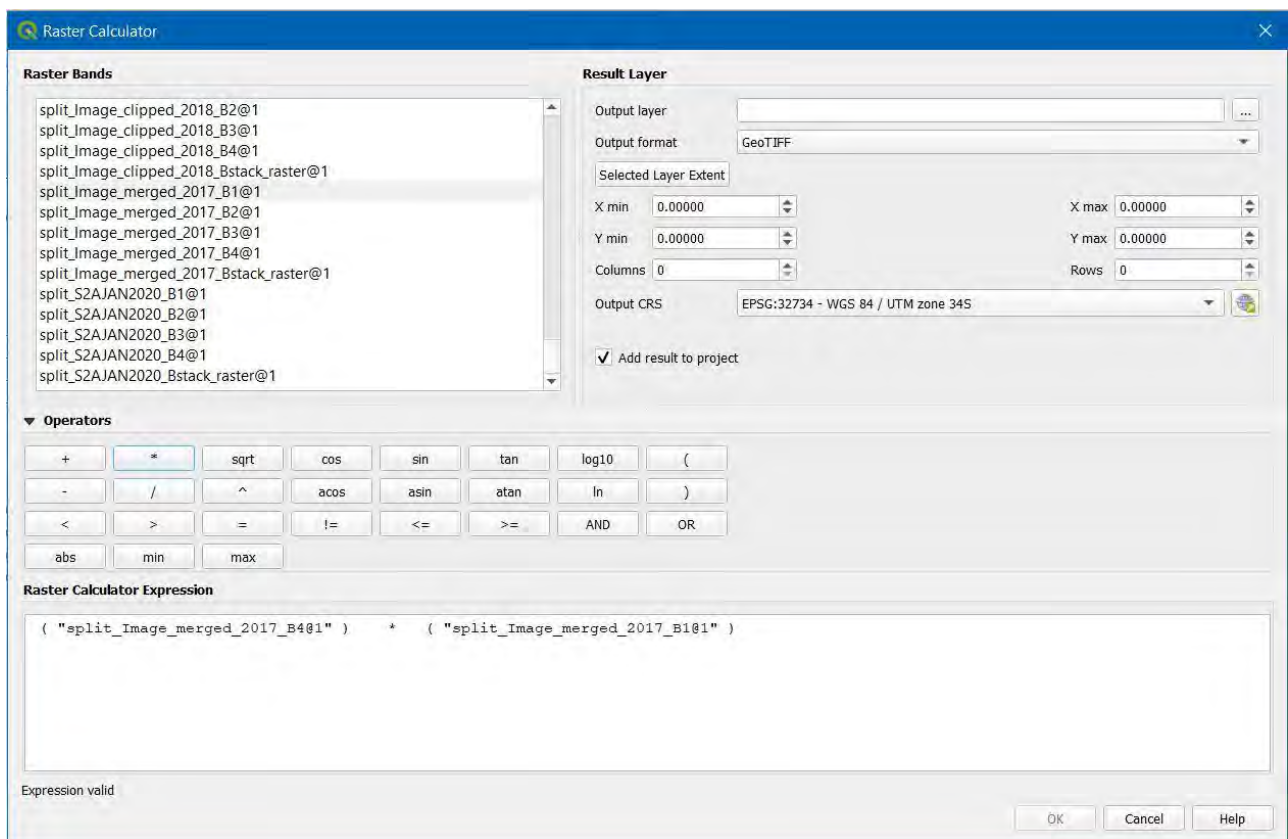 Raster Calculator
Raster Bands
split_Image_clipped_2018_B2@1
split_Image_clipped_2018_B3@1
split_Image_clipped_2018_B4@1
split_Image_clipped_2018_Bstack_raster@1
split_Image_merged_2017_B1@1
split_Image_merged_2017_B2@1
split_Image_merged_2017_B3@1
split_Image_merged_2017_B4@1
split_Image_merged_2017_Bstack_raster@1
split_S2AJAN2020_B1@1
split_S2AJAN2020_B2@1
split_S2AJAN2020_B3@1
split_S2AJAN2020_B4@1
split_S2AJAN2020_Bstack_raster@1
Result Layer
Output layer ...
Output format GeoTIFF
Selected Layer Extent
X min 0.00000 X max 0.00000
Y min 0.00000 Y max 0.00000
Columns 0 Rows 0
Output CRS EPSG:32734 - WGS 84 / UTM zone 34S
Add result to project
Operators
+ * sqrt cos sin tan log10 (
- / ^ acos asin atan ln )
< > = != <= >= AND OR
abs min max
Raster Calculator Expression
( "split_Image_merged_2017_B4@1" ) * ( "split_Image_merged_2017_B1@1" )
Expression valid
OK Cancel Help